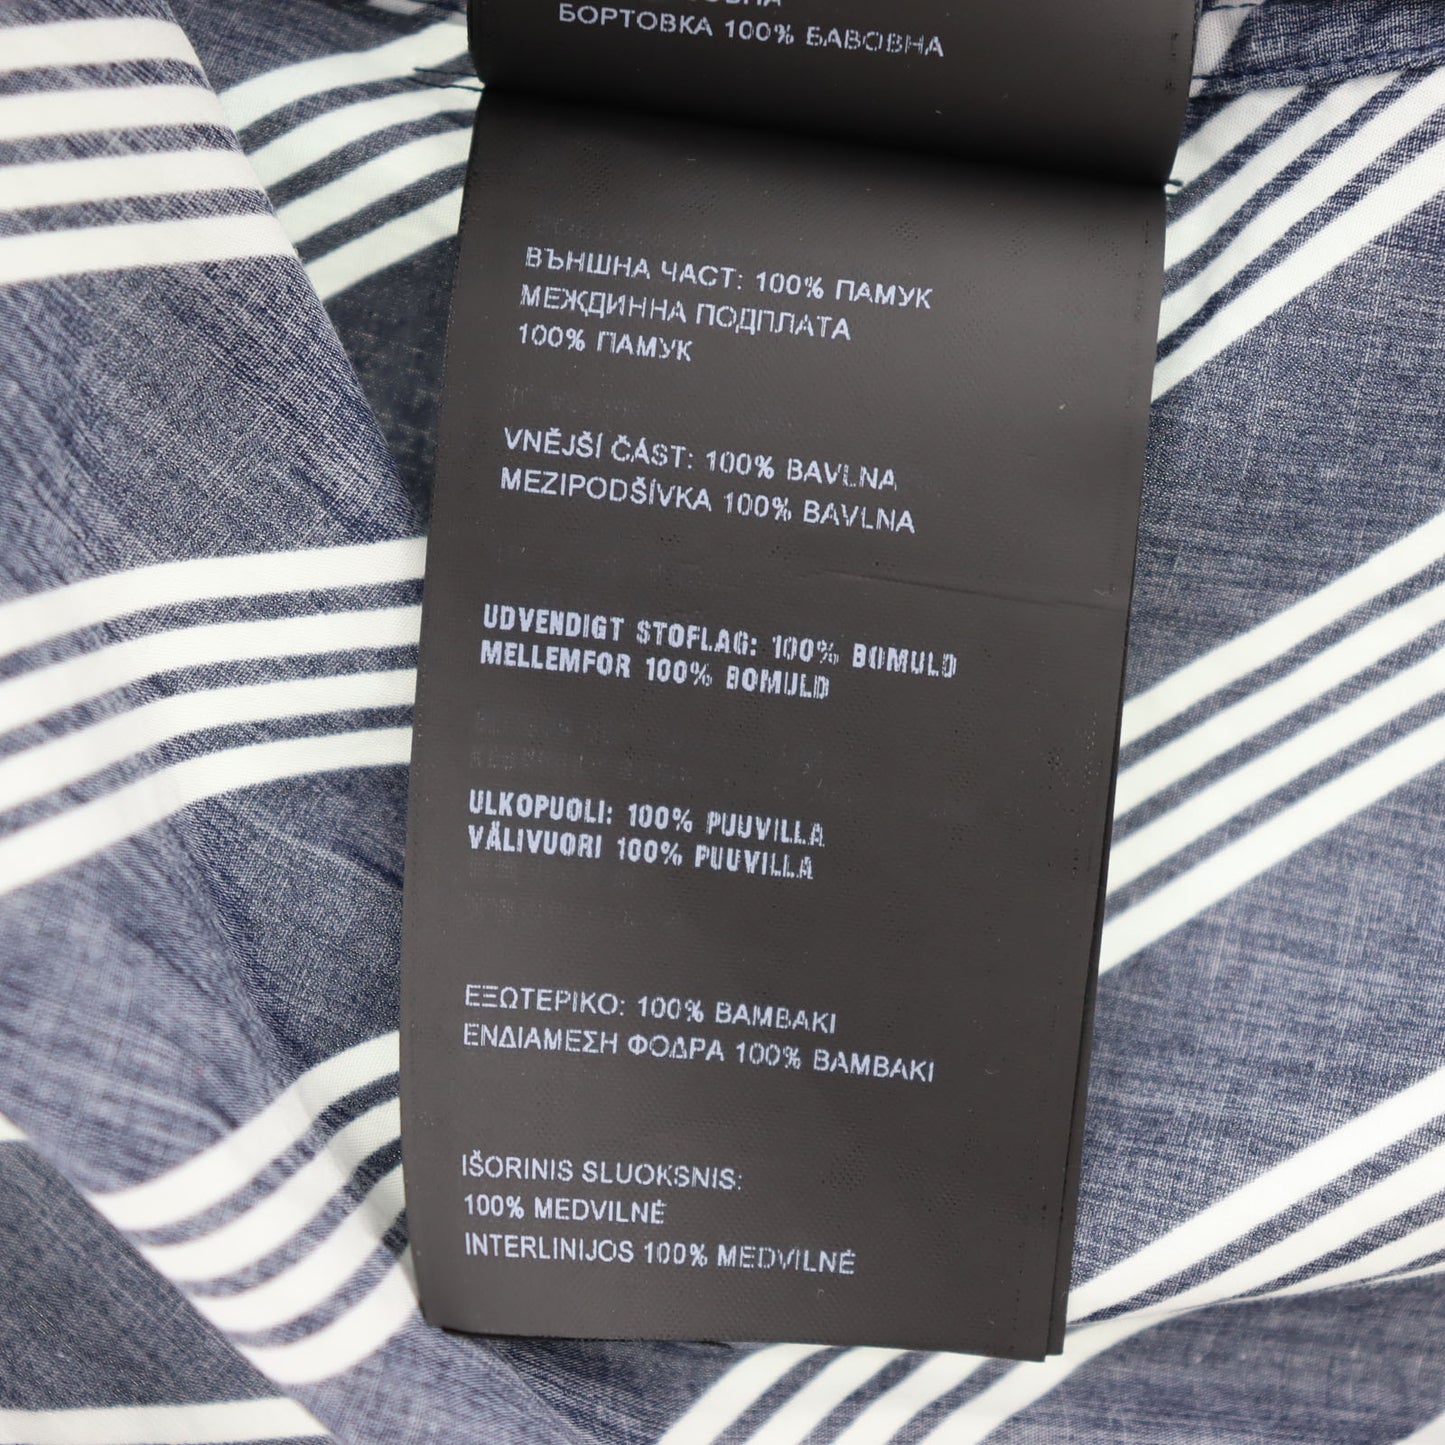 БОРТОВКА 100% БАВОВНА
ВЪНШНА ЧАСТ: 100% ПАМУК
МЕЖДИННА ПОДПЛАТА
100% ПАМУК
VNĚJŠÍ ČÁST: 100% BAVLNA
MEZIPODŠÍVKA 100% BAVLNA
UDVENDIGT STOFLAG: 100% BOMULD
MELLEMFOR 100% BOMULD
ULKOPUOLI: 100% PUUVILLA
VÄLIVUORI 100% PUUVILLA
ΕΞΩΤΕΡΙΚΟ: 100% ΒΑΜΒΑΚΙ
ΕΝΔΙΑΜΕΣΗ ΦΟΔΡΑ 100% ΒΑΜΒΑΚΙ
IŠORINIS SLUOKSNIS:
100% MEDVILNĖ
INTERLINIJOS 100% MEDVILNĖ